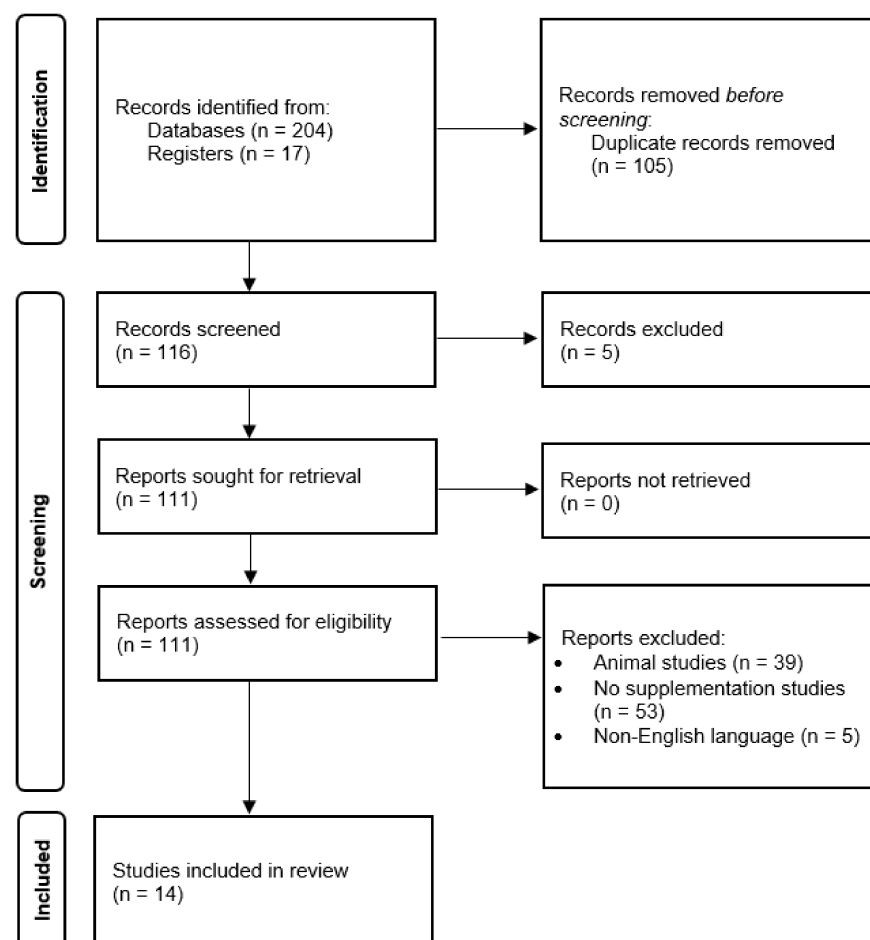 Identification
Records identified from:
Databases (n = 204)
Registers (n = 17)
Records removed before
screening:
Duplicate records removed
(n = 105)
Screening
Records screened
(n = 116)
Records excluded
(n = 5)
Reports sought for retrieval
(n = 111)
Reports not retrieved
(n = 0)
Reports assessed for eligibility
(n = 111)
Reports excluded:
• Animal studies (n = 39)
• No supplementation studies
(n = 53)
• Non-English language (n = 5)
Included
Studies included in review
(n = 14)